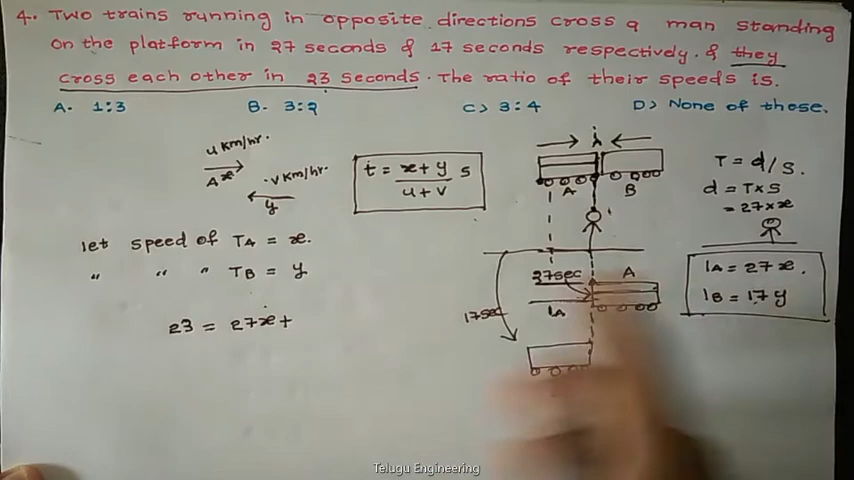 4. Two trains running in opposite directions cross a man standing
on the platform in 27 seconds & 17 seconds respectively. & they
cross each other in 23 seconds. The ratio of their speeds is.
A. 1:3 B. 3:2 C> 3:4 D> None of these.
u km/hr.
A x
v km/hr.
y
t = x+y / u+v s
A B
T = d/s.
d = T×s
= 27×x
let speed of TA = x.
" " " TB = y
23 = 27x+
27sec A
lA
17sec
lA = 27x.
lB = 17y
Telugu Engineering